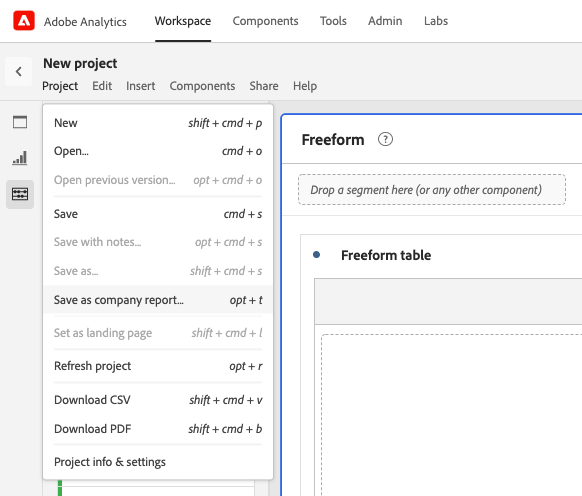 Adobe Analytics Workspace Components Tools Admin Labs
New project
Project Edit Insert Components Share Help
New shift + cmd + p
Open... cmd + o
Open previous version... opt + cmd + o
Save cmd + s
Save with notes... opt + cmd + s
Save as... shift + cmd + s
Save as company report... opt + t
Set as landing page shift + cmd + l
Refresh project opt + r
Download CSV shift + cmd + v
Download PDF shift + cmd + b
Project info & settings
Freeform ?
Drop a segment here (or any other component)
Freeform table